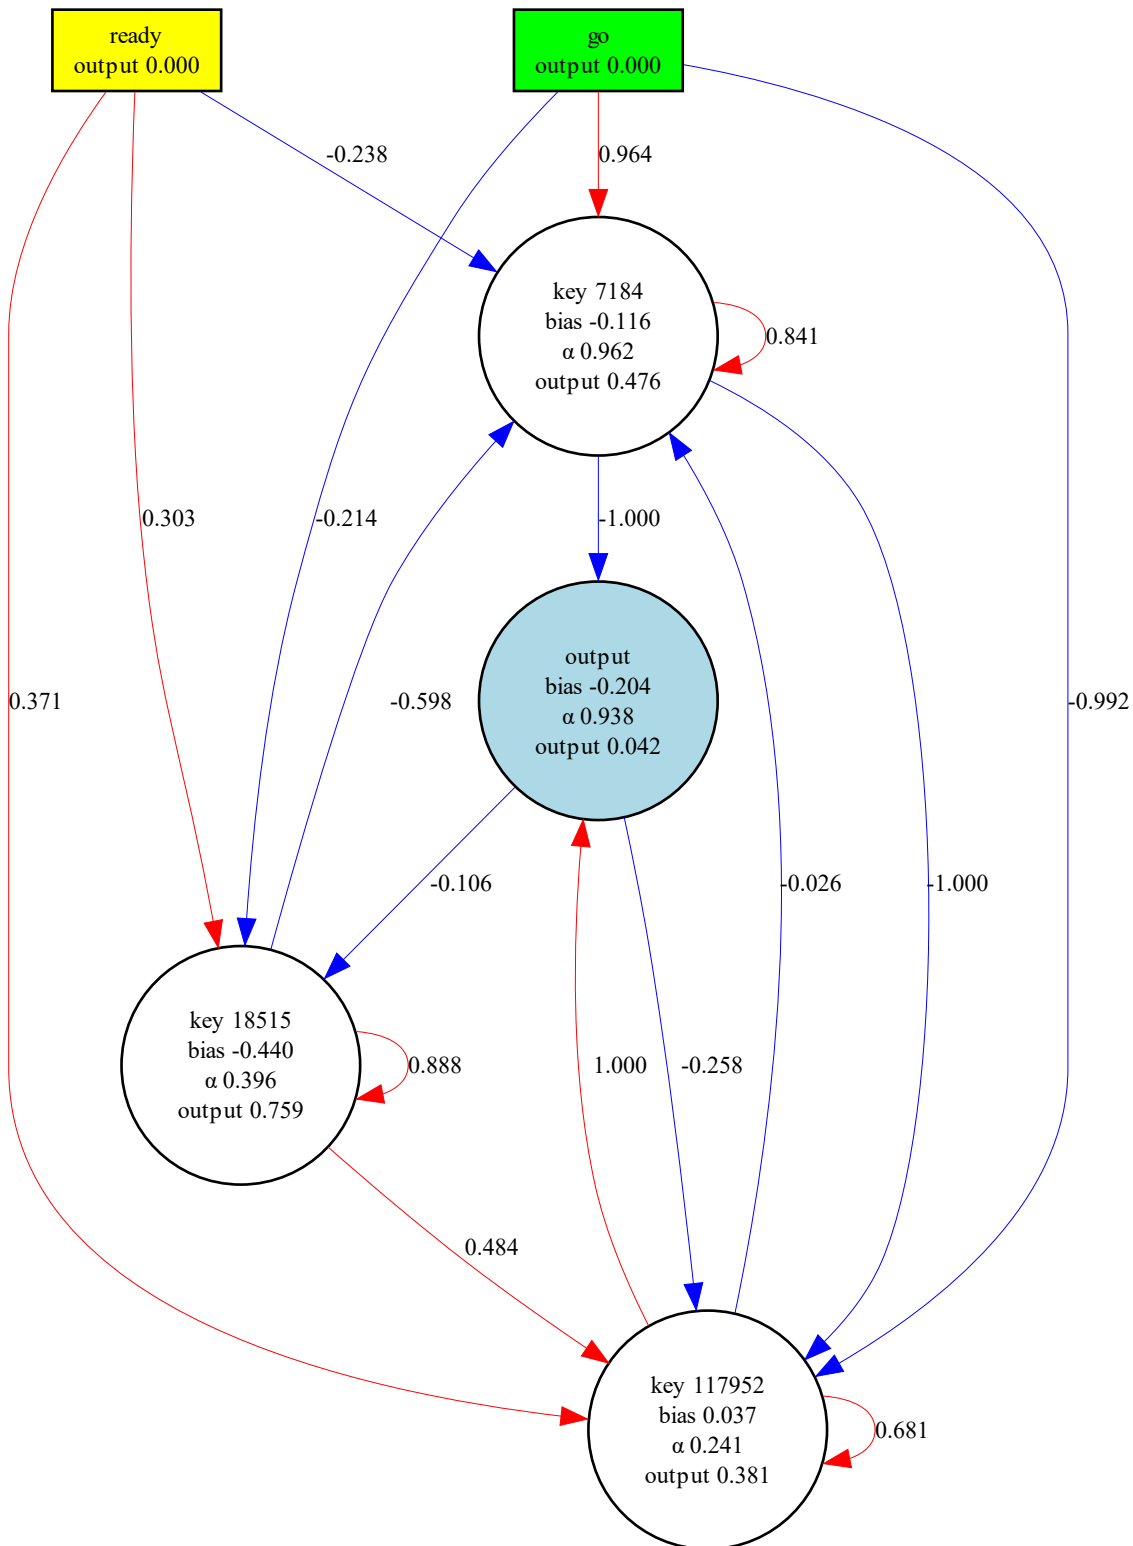 ready
output 0.000
go
output 0.000
-0.238
0.964
key 7184
bias -0.116
α 0.962
output 0.476
0.841
0.303
-0.214
-1.000
output
bias -0.204
α 0.938
output 0.042
0.371
-0.598
-0.992
-0.106
-0.026
-1.000
key 18515
bias -0.440
α 0.396
output 0.759
0.888
1.000
-0.258
0.484
key 117952
bias 0.037
α 0.241
output 0.381
0.681